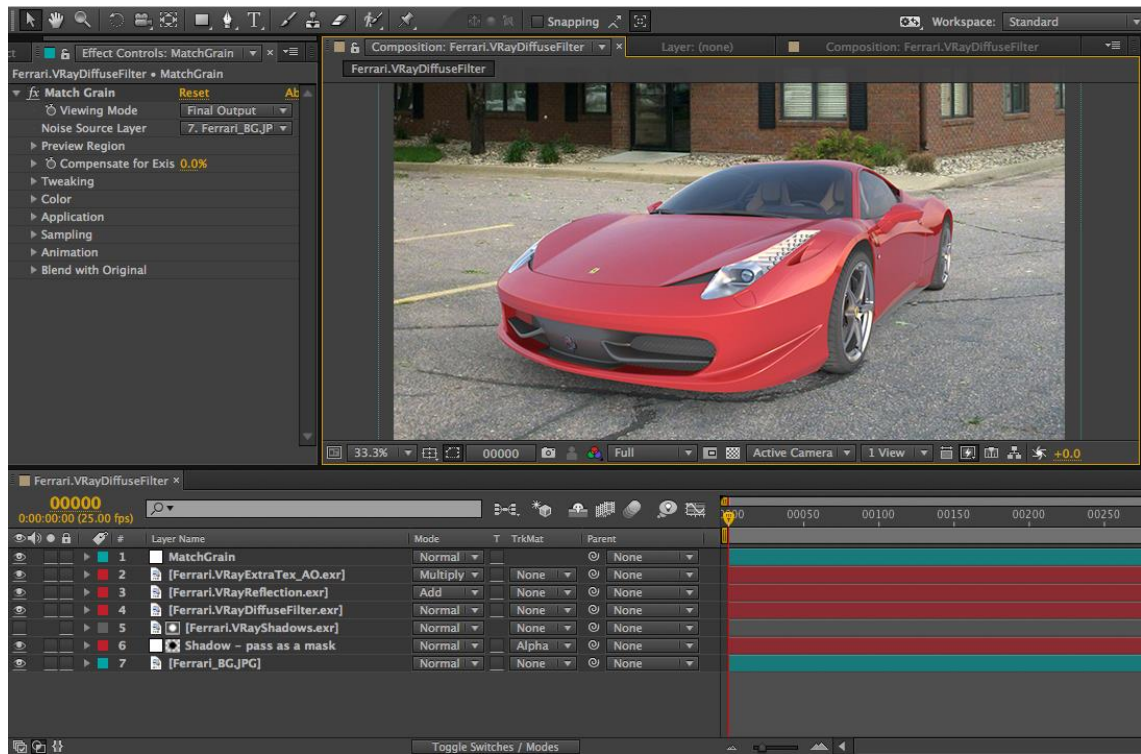 Snapping
Workspace: Standard
Effect Controls: MatchGrain
Composition: Ferrari.VRayDiffuseFilter
Layer: (none)
Composition: Ferrari.VRayDiffuseFilter
Ferrari.VRayDiffuseFilter • MatchGrain
Ferrari.VRayDiffuseFilter
fx Match Grain Reset Ab
Viewing Mode Final Output
Noise Source Layer 7. Ferrari_BG.JP
Preview Region
Compensate for Exis 0.0%
Tweaking
Color
Application
Sampling
Animation
Blend with Original
33.3% 00000 Full Active Camera 1 View +0.0
Ferrari.VRayDiffuseFilter
00000
0:00:00:00 (25.00 fps)
00050 00100 00150 00200 00250
# Layer Name Mode T TrkMat Parent
1 MatchGrain Normal None
2 [Ferrari.VRayExtraTex_AO.exr] Multiply None None
3 [Ferrari.VRayReflection.exr] Add None None
4 [Ferrari.VRayDiffuseFilter.exr] Normal None None
5 [Ferrari.VRayShadows.exr] Normal None None
6 Shadow - pass as a mask Normal Alpha None
7 [Ferrari_BG.JPG] Normal None None
Toggle Switches / Modes